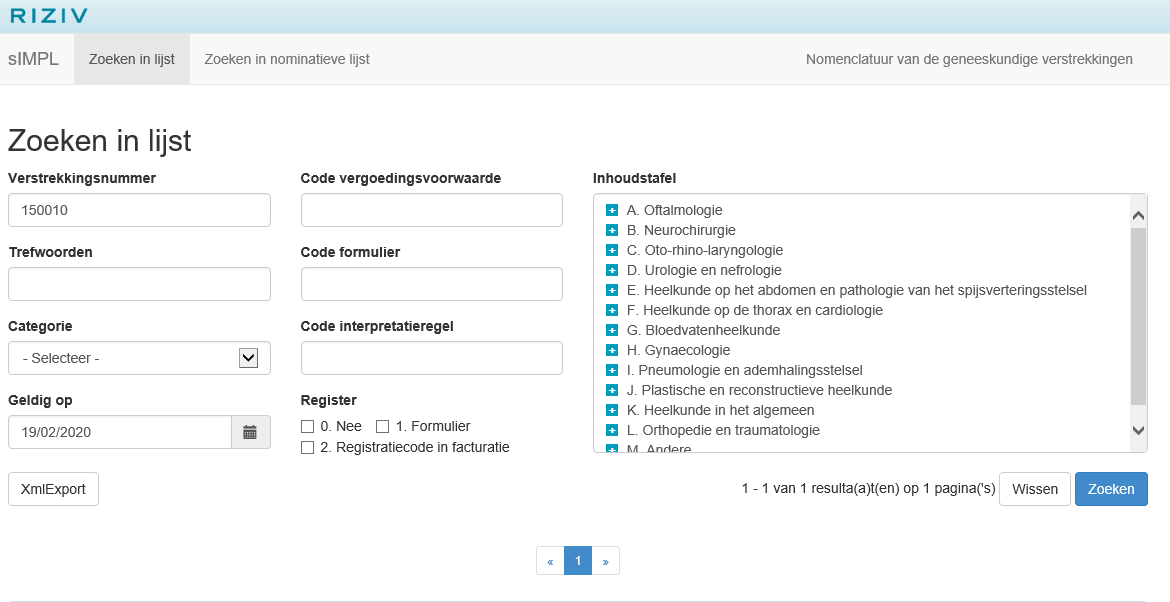 RIZIV
sIMPL
Zoeken in lijst
Zoeken in nominatieve lijst
Nomenclatuur van de geneeskundige verstrekkingen
Zoeken in lijst
Verstrekkingsnummer
150010
Trefwoorden
Categorie
- Selecteer -
Geldig op
19/02/2020
Code vergoedingsvoorwaarde
Code formulier
Code interpretatieregel
Register
0. Nee 1. Formulier
2. Registratiecode in facturatie
Inhoudstafel
A. Oftalmologie
B. Neurochirurgie
C. Oto-rhino-laryngologie
D. Urologie en nefrologie
E. Heelkunde op het abdomen en pathologie van het spijsverteringsstelsel
F. Heelkunde op de thorax en cardiologie
G. Bloedvatenheelkunde
H. Gynaecologie
I. Pneumologie en ademhalingsstelsel
J. Plastische en reconstructieve heelkunde
K. Heelkunde in het algemeen
L. Orthopedie en traumatologie
M. Andere
XmlExport
1 - 1 van 1 resulta(a)t(en) op 1 pagina('s)
Wissen
Zoeken
« 1 »